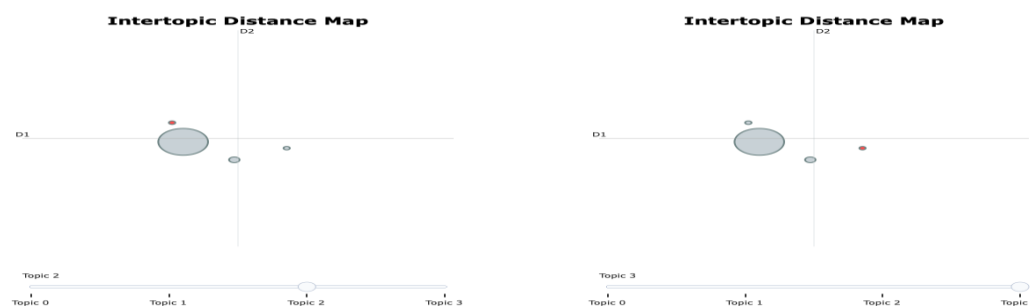 Intertopic Distance Map
D2
D1
Topic 2
Topic 0 Topic 1 Topic 2 Topic 3
Intertopic Distance Map
D2
D1
Topic 3
Topic 0 Topic 1 Topic 2 Topic